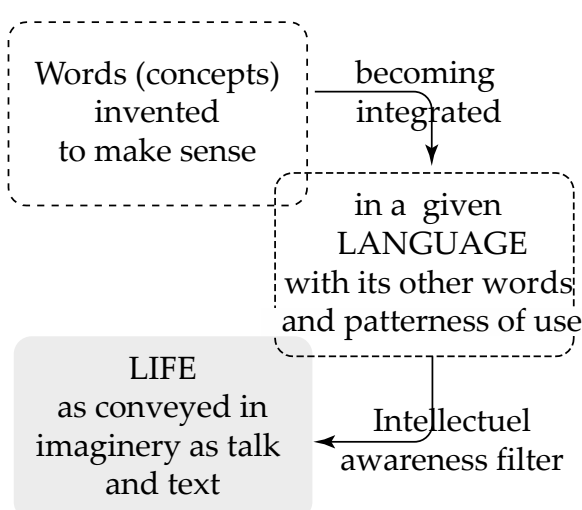 Words (concepts)
invented
to make sense
becoming
integrated
in a given
LANGUAGE
with its other words
and patterness of use
Intellectuel
awareness filter
LIFE
as conveyed in
imaginery as talk
and text